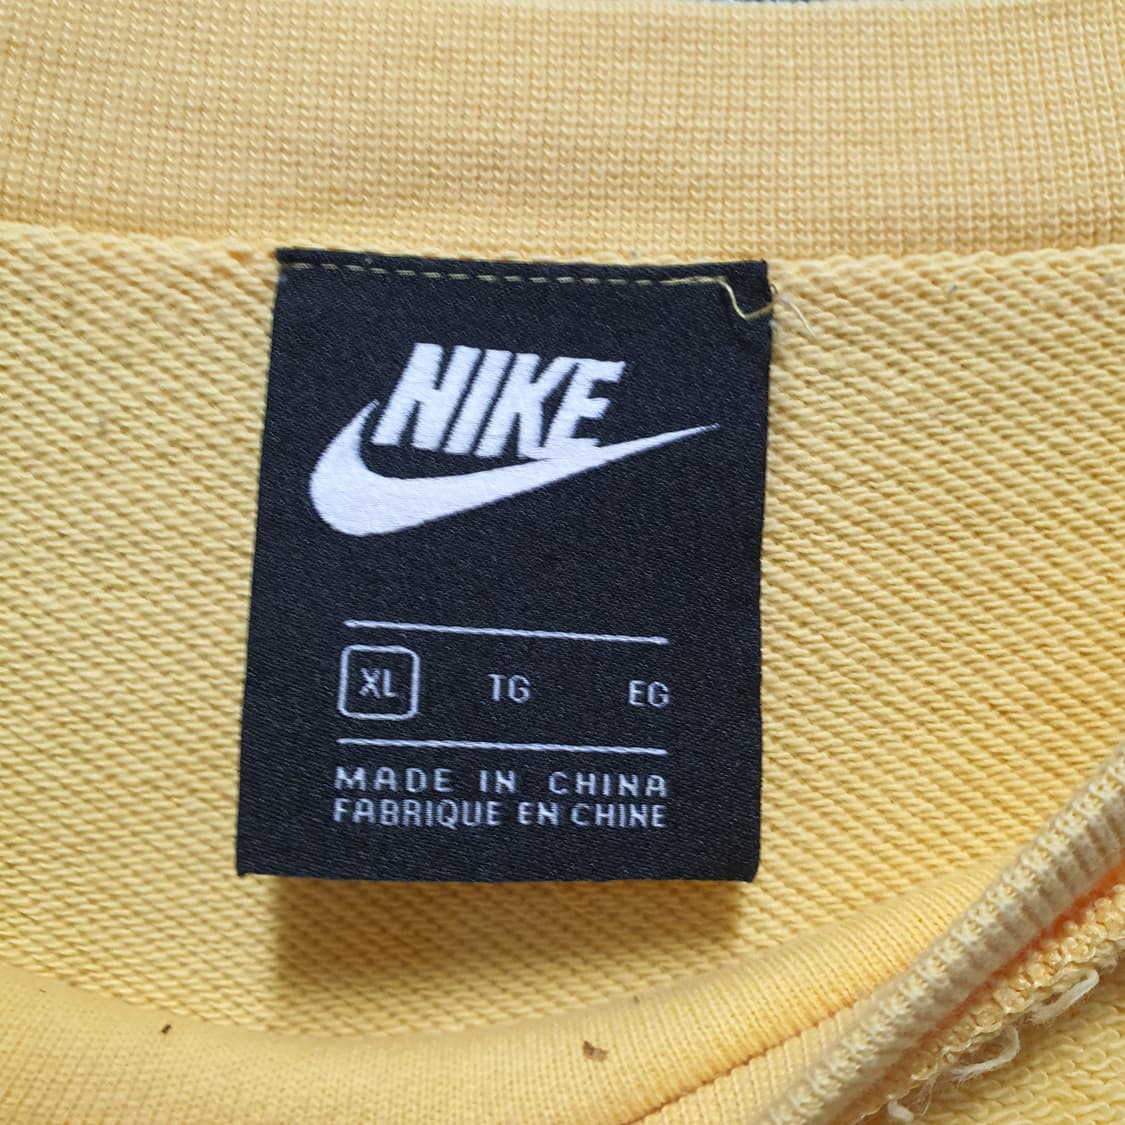 NIKE
XL TG EG
MADE IN CHINA
FABRIQUE EN CHINE